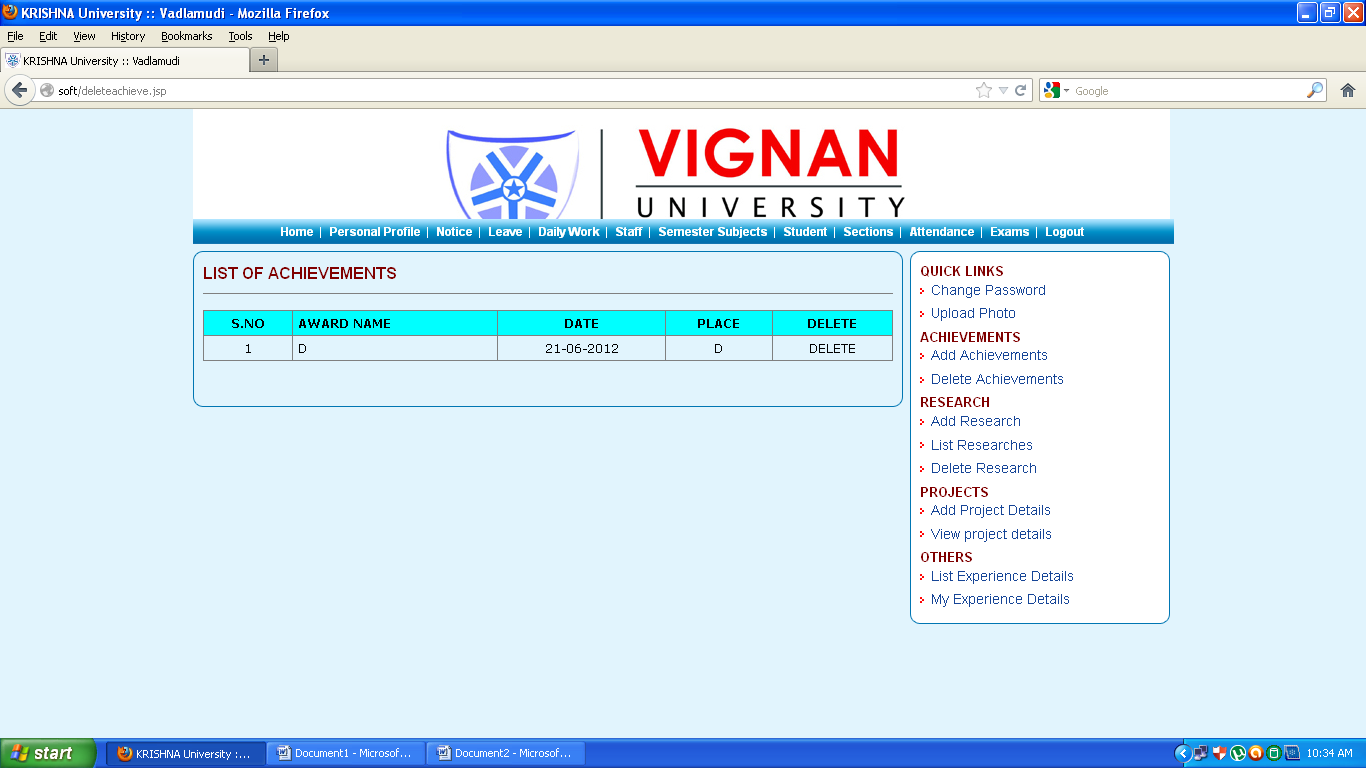 KRISHNA University :: Vadlamudi - Mozilla Firefox
File Edit View History Bookmarks Tools Help
KRISHNA University :: Vadlamudi
soft/deleteachieve.jsp
Google
VIGNAN
UNIVERSITY
Home | Personal Profile | Notice | Leave | Daily Work | Staff | Semester Subjects | Student | Sections | Attendance | Exams | Logout
LIST OF ACHIEVEMENTS
S.NO AWARD NAME DATE PLACE DELETE
1 D 21-06-2012 D DELETE
QUICK LINKS
Change Password
Upload Photo
ACHIEVEMENTS
Add Achievements
Delete Achievements
RESEARCH
Add Research
List Researches
Delete Research
PROJECTS
Add Project Details
View project details
OTHERS
List Experience Details
My Experience Details
start KRISHNA University :... Document1 - Microsof... Document2 - Microsof... 10:34 AM